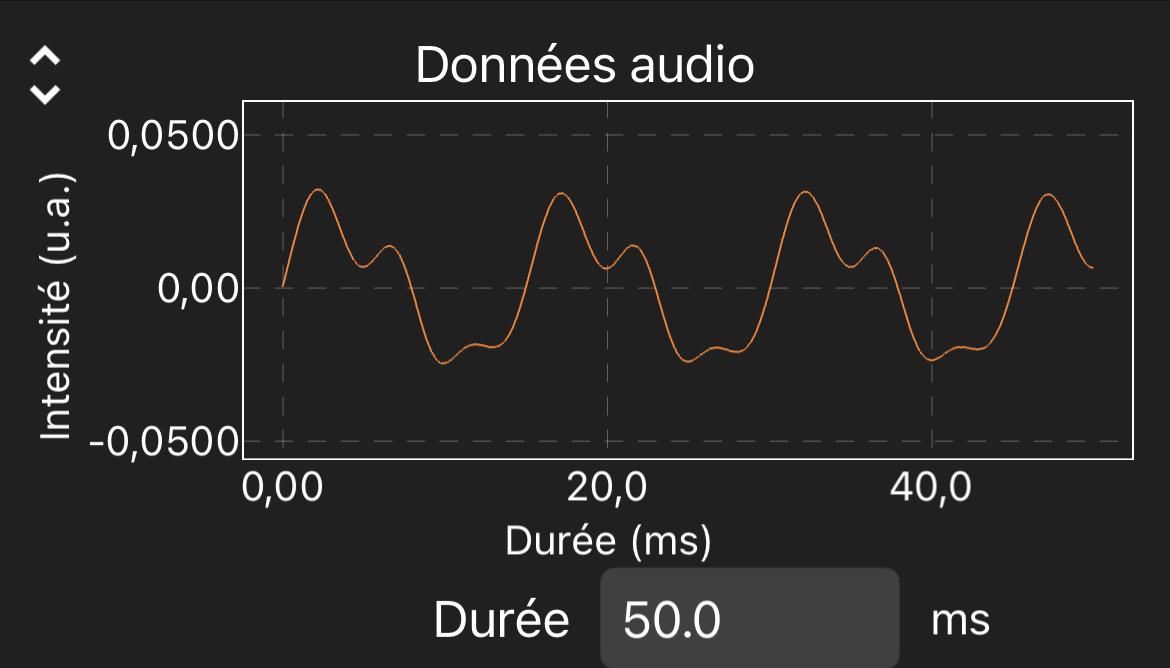 Données audio
0,0500
0,00
-0,0500
Intensité (u.a.)
0,00 20,0 40,0
Durée (ms)
Durée 50.0 ms